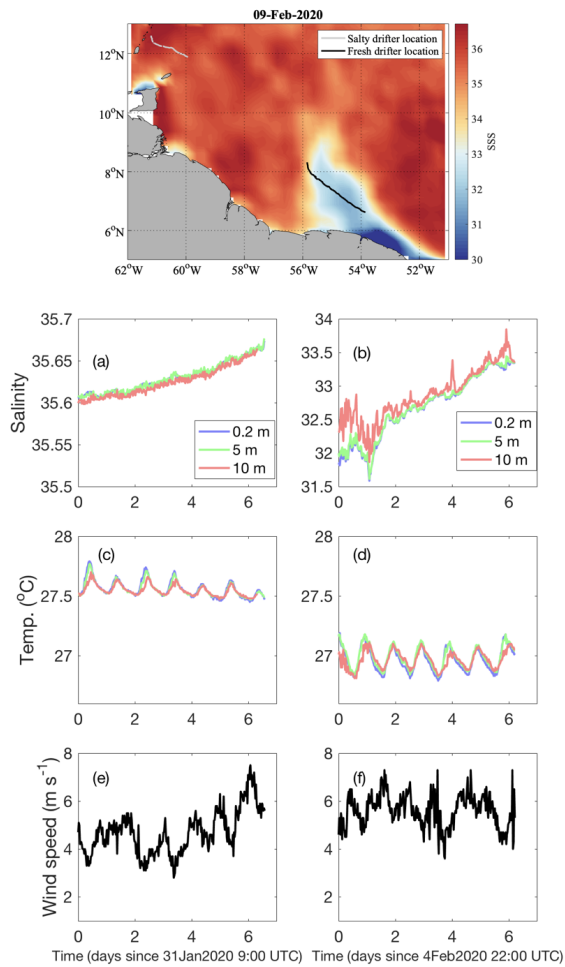 09-Feb-2020
Salty drifter location
Fresh drifter location
12°N
10°N
8°N
6°N
62°W 60°W 58°W 56°W 54°W 52°W
36
35
34
33
32
31
30
SSS
35.7
35.65
35.6
35.55
35.5
Salinity
(a)
0.2 m
5 m
10 m
0 2 4 6
34
33.5
33
32.5
32
31.5
(b)
0.2 m
5 m
10 m
0 2 4 6
28
27.5
27
Temp. (°C)
(c)
0 2 4 6
28
27.5
27
(d)
0 2 4 6
8
6
4
2
Wind speed (m s⁻¹)
(e)
0 2 4 6
Time (days since 31Jan2020 9:00 UTC)
8
6
4
2
(f)
0 2 4 6
Time (days since 4Feb2020 22:00 UTC)